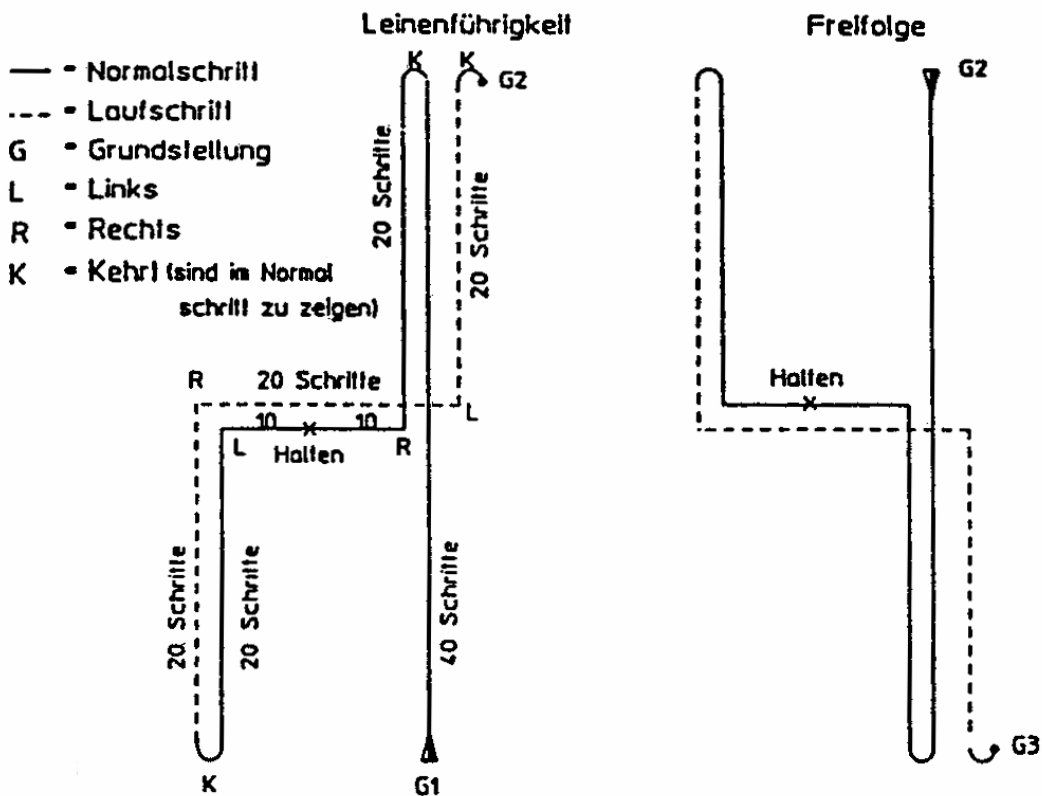 Leinenführigkeit
Freifolge
— = Normalschritt
--- = Laufschritt
G = Grundstellung
L = Links
R = Rechts
K = Kehrt (sind im Normal
schritt zu zeigen)
K K
G2
20 Schritte
20 Schritte
R 20 Schritte
L
10 10
L Halten R
20 Schritte
20 Schritte
40 Schritte
K
G1
G2
Halten
G3